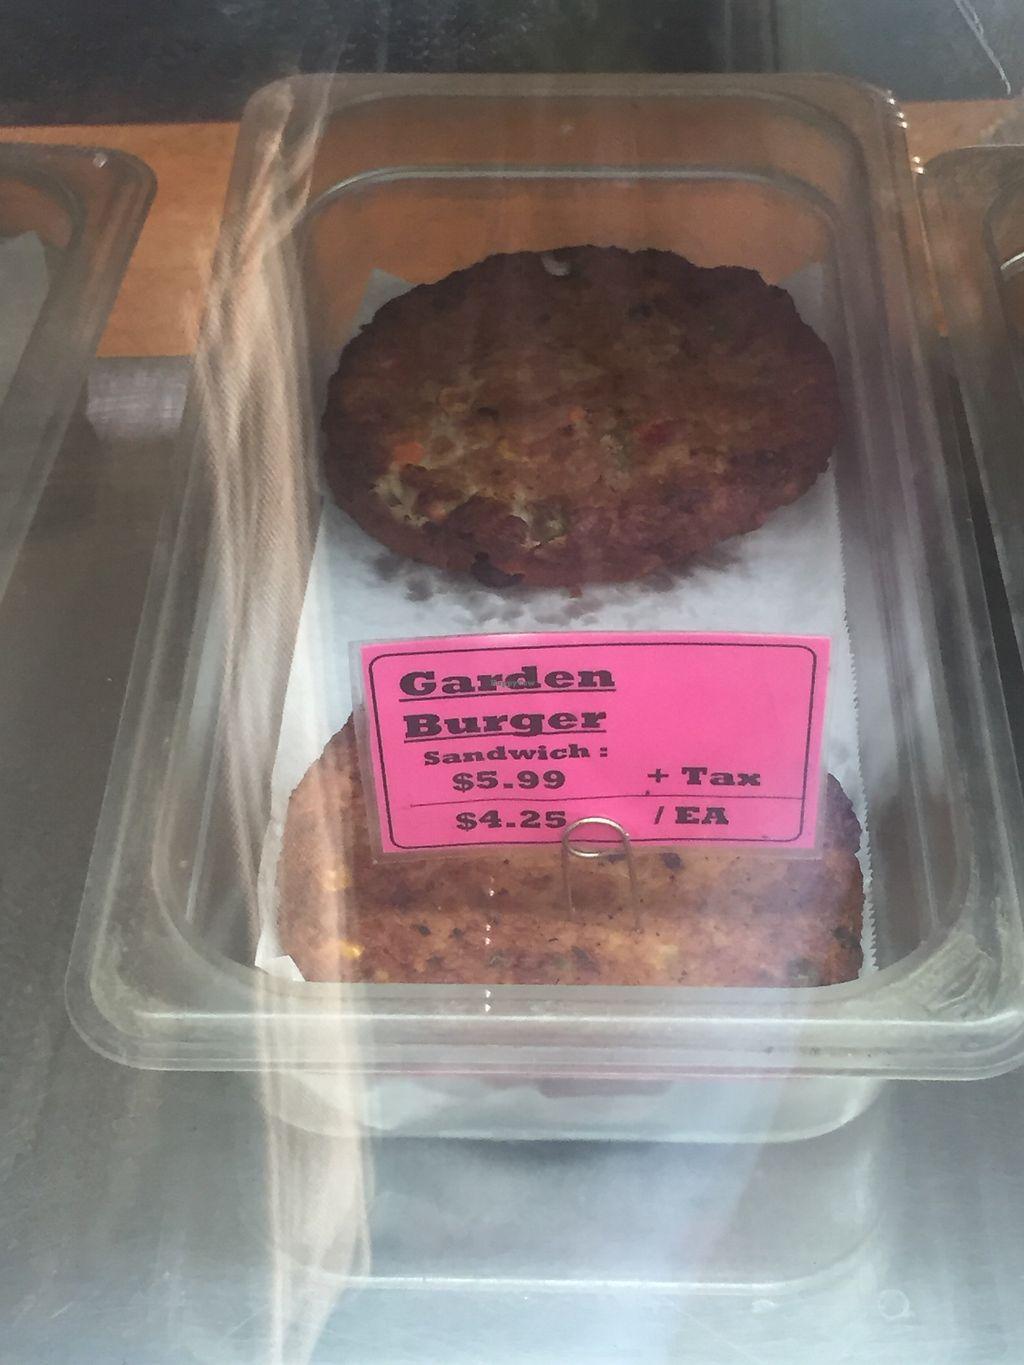 Garden
Burger
Sandwich :
$5.99 + Tax
$4.25 / EA